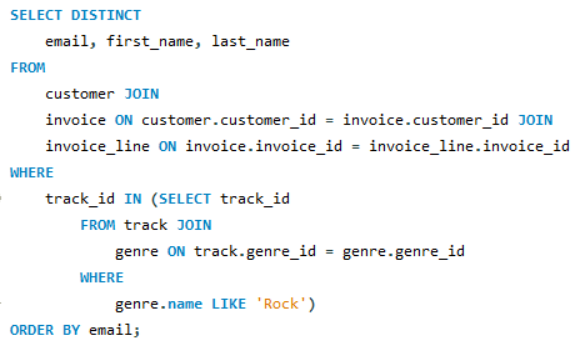 SELECT DISTINCT
email, first_name, last_name
FROM
customer JOIN
invoice ON customer.customer_id = invoice.customer_id JOIN
invoice_line ON invoice.invoice_id = invoice_line.invoice_id
WHERE
track_id IN (SELECT track_id
FROM track JOIN
genre ON track.genre_id = genre.genre_id
WHERE
genre.name LIKE 'Rock')
ORDER BY email;